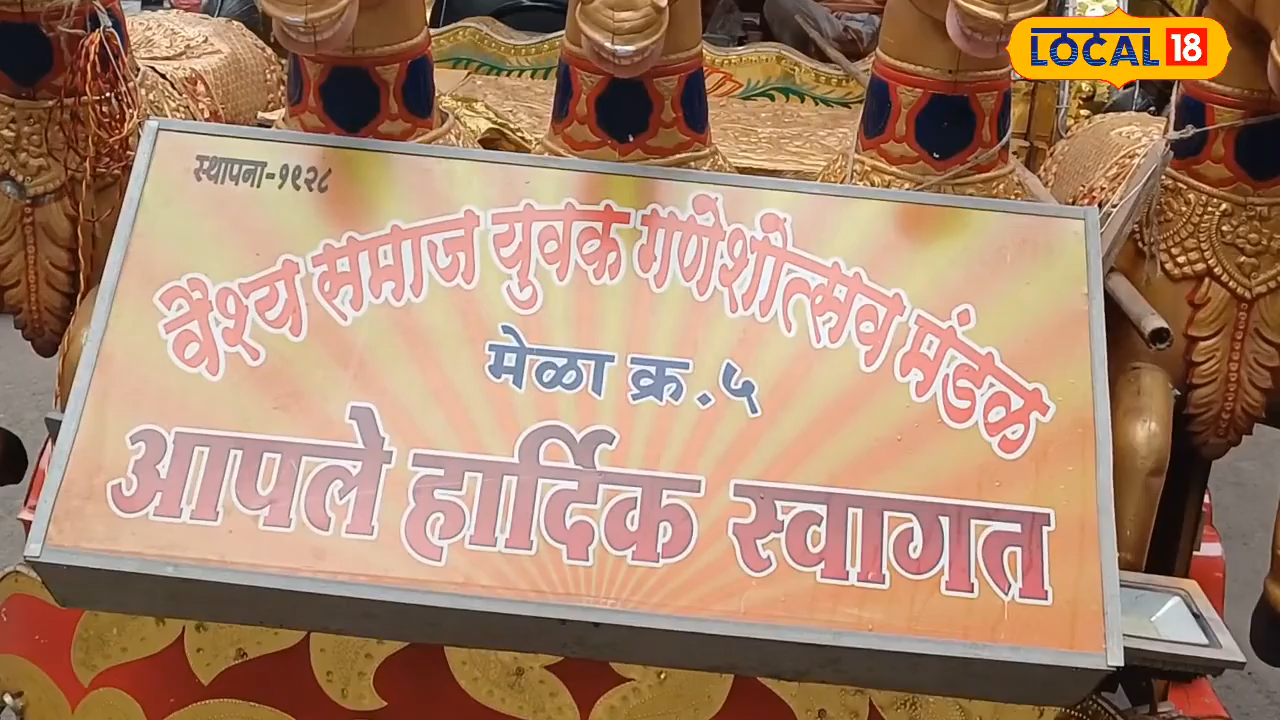 LOCAL 18
स्थापना-१९२८
वैश्य समाज युवक गणेशोत्सव मंडळ
मेळा क्र.५
आपले हार्दिक स्वागत